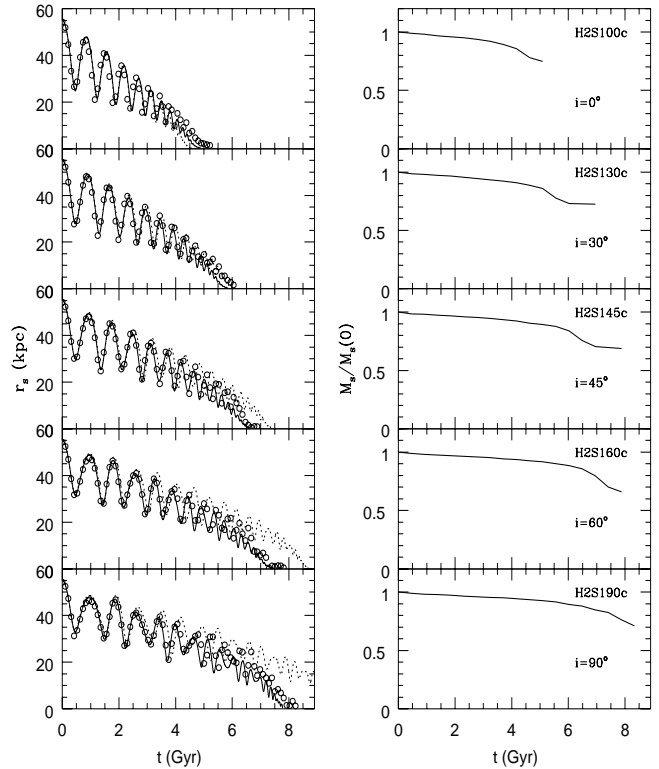 60
40
20
60
40
20
60
40
20
60
40
20
60
40
20
0
0 2 4 6 8
t (Gyr)
r_s (kpc)
1
0.5
0
H2S100c
i=0°
1
0.5
0
H2S130c
i=30°
1
0.5
0
H2S145c
i=45°
1
0.5
0
H2S160c
i=60°
1
0.5
0
H2S190c
i=90°
0 2 4 6 8
t (Gyr)
M_s/M_s(0)